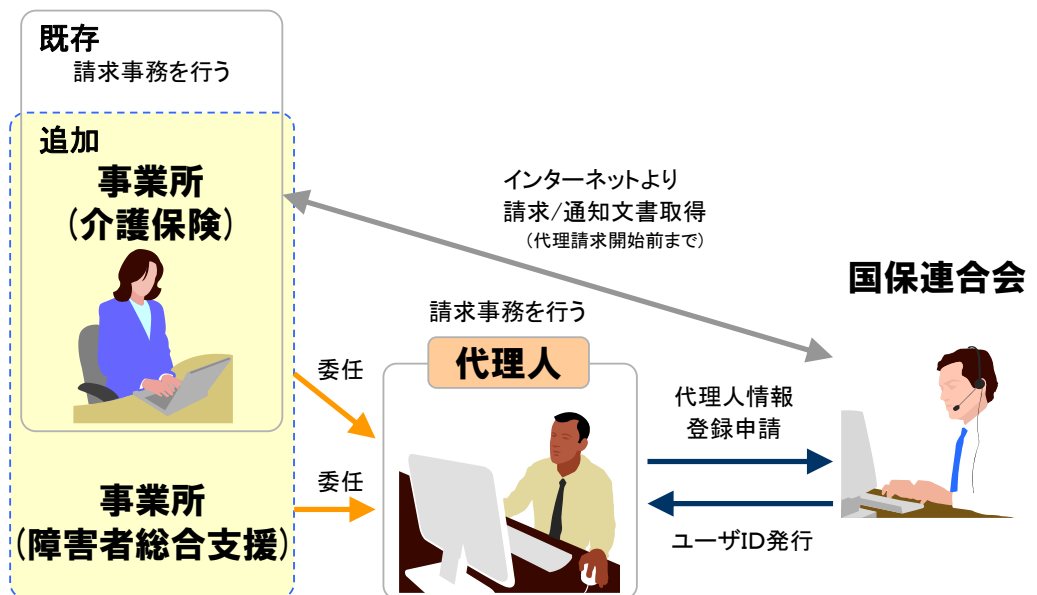 既存
請求事務を行う
追加
事業所
(介護保険)
インターネットより
請求/通知文書取得
(代理請求開始前まで)
国保連合会
請求事務を行う
代理人
委任
代理人情報
登録申請
委任
事業所
(障害者総合支援)
ユーザID発行